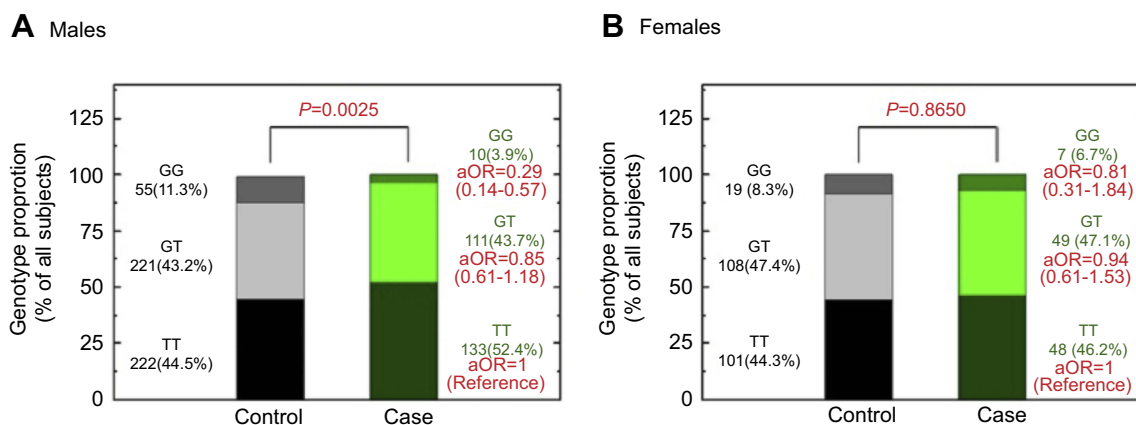 A Males
Genotype proprotion
(% of all subjects)
125
100
75
50
25
0
P=0.0025
GG
55(11.3%)
GT
221(43.2%)
TT
222(44.5%)
GG
10(3.9%)
aOR=0.29
(0.14-0.57)
GT
111(43.7%)
aOR=0.85
(0.61-1.18)
TT
133(52.4%)
aOR=1
(Reference)
Control Case
B Females
Genotype proprotion
(% of all subjects)
125
100
75
50
25
0
P=0.8650
GG
19 (8.3%)
GT
108(47.4%)
TT
101(44.3%)
GG
7 (6.7%)
aOR=0.81
(0.31-1.84)
GT
49 (47.1%)
aOR=0.94
(0.61-1.53)
TT
48 (46.2%)
aOR=1
(Reference)
Control Case